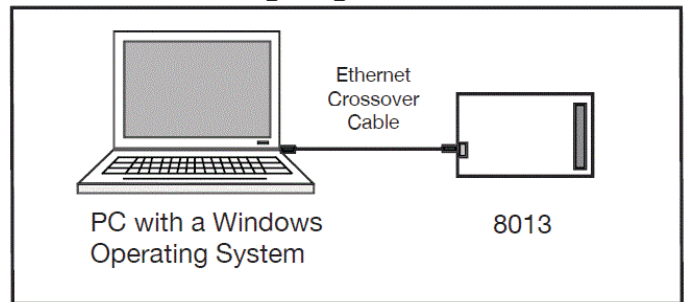 Ethernet
Crossover
Cable
PC with a Windows
Operating System
8013